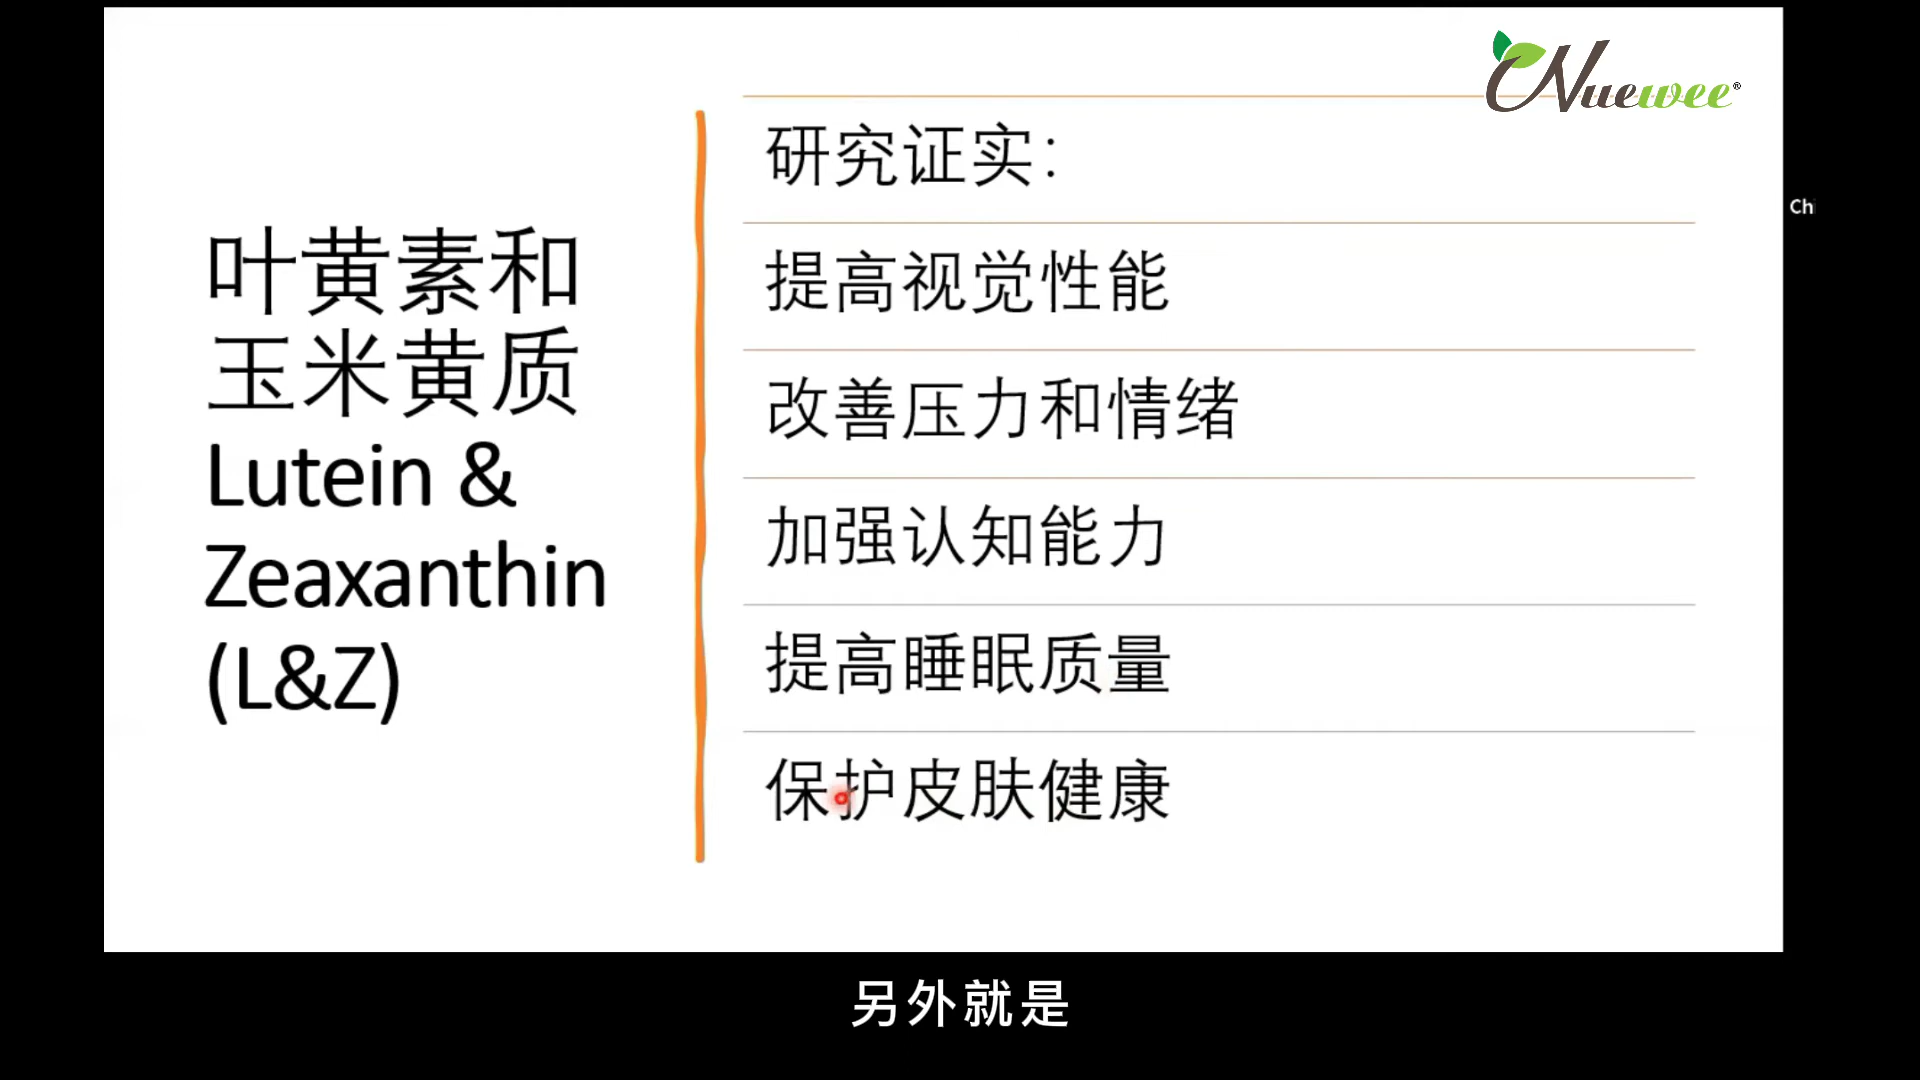 Nuewee®
叶黄素和
玉米黄质
Lutein &
Zeaxanthin
(L&Z)
研究证实：
提高视觉性能
改善压力和情绪
加强认知能力
提高睡眠质量
保护皮肤健康
Chi
另外就是